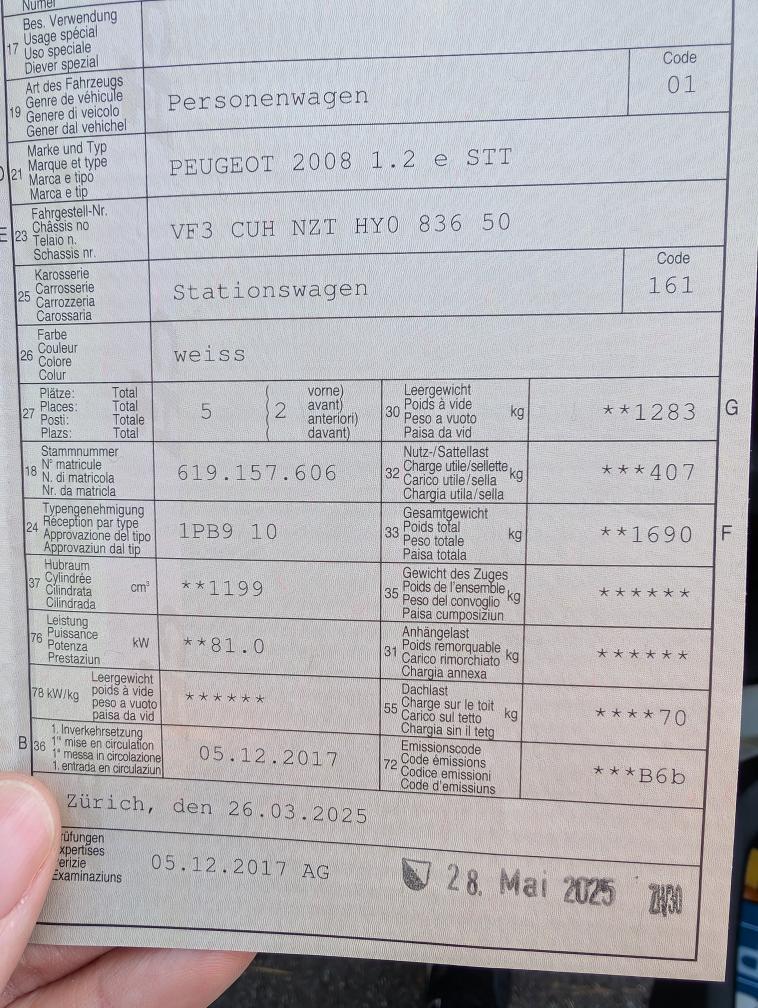 Numer
17 Bes. Verwendung
Usage spécial
Uso speciale
Diever spezial
19 Art des Fahrzeugs
Genre de véhicule
Genere di veicolo
Gener dal vehichel
Personenwagen
Code
01
21 Marke und Typ
Marque et type
Marca e tipo
Marca e tip
PEUGEOT 2008 1.2 e STT
E 23 Fahrgestell-Nr.
Châssis no
Telaio n.
Schassis nr.
VF3 CUH NZT HY0 836 50
25 Karosserie
Carrosserie
Carrozzeria
Carossaria
Stationswagen
Code
161
26 Farbe
Couleur
Colore
Colur
weiss
27 Plätze: Total
Places: Total
Posti: Totale
Plazs: Total
5 ( 2 vorne)
avant)
anteriori)
davant)
30 Leergewicht
Poids à vide
Peso a vuoto
Paisa da vid
kg
**1283 G
18 Stammnummer
N° matricule
N. di matricola
Nr. da matricla
619.157.606
32 Nutz-/Sattellast
Charge utile/sellette
Carico utile/sella
Chargia utila/sella
kg
***407
24 Typengenehmigung
Réception par type
Approvazione del tipo
Approvaziun dal tip
1PB9 10
33 Gesamtgewicht
Poids total
Peso totale
Paisa totala
kg
**1690 F
37 Hubraum
Cylindrée
Cilindrata
Cilindrada
cm³
**1199
35 Gewicht des Zuges
Poids de l'ensemble
Peso del convoglio
Paisa cumposiziun
kg
******
76 Leistung
Puissance
Potenza
Prestaziun
kW
**81.0
31 Anhängelast
Poids remorquable
Carico rimorchiato
Chargia annexa
kg
******
78 kW/kg Leergewicht
poids à vide
peso a vuoto
paisa da vid
******
55 Dachlast
Charge sur le toit
Carico sul tetto
Chargia sin il tetg
kg
****70
B 36 1. Inverkehrsetzung
1re mise en circulation
1a messa in circolazione
1. entrada en circulaziun
05.12.2017
72 Emissionscode
Code émissions
Codice emissioni
Code d'emissiuns
***B6b
Zürich, den 26.03.2025
rüfungen
xpertises
erizie
Examinaziuns
05.12.2017 AG
28. Mai 2025